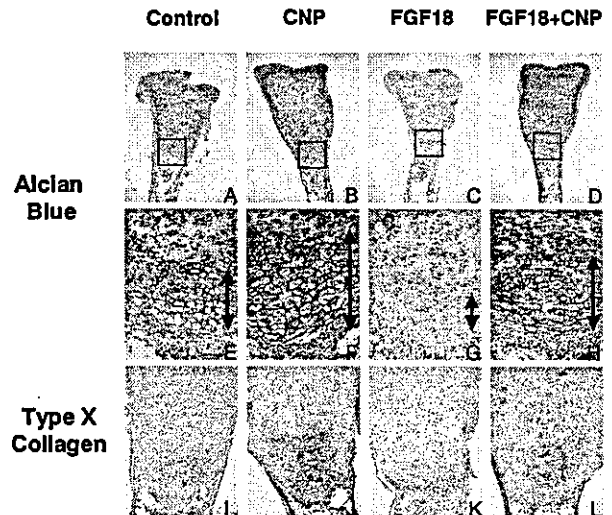 Control CNP FGF18 FGF18+CNP
Alcian
Blue
A B C D
E F G H
Type X
Collagen
I J K L